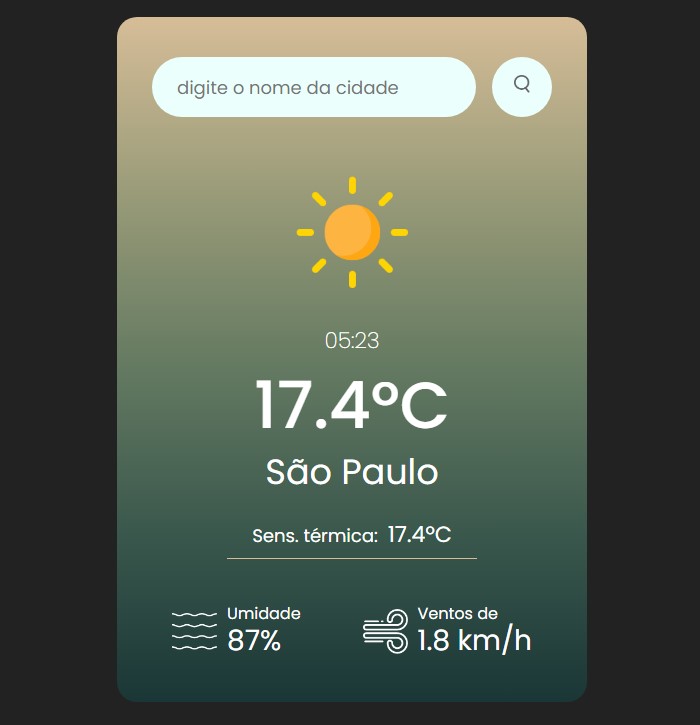 digite o nome da cidade
05:23
17.4°C
São Paulo
Sens. térmica: 17.4°C
Umidade
87%
Ventos de
1.8 km/h